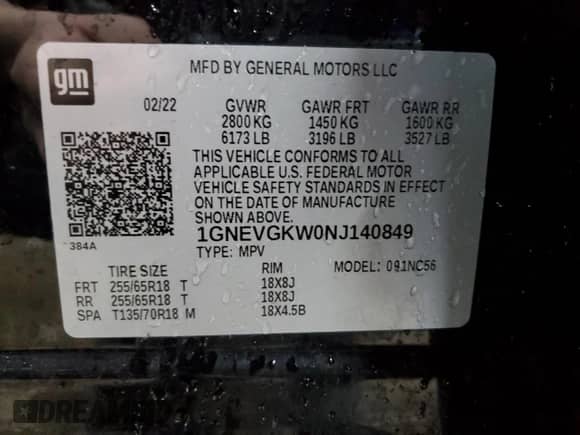 gm
MFD BY GENERAL MOTORS LLC
02/22 GVWR GAWR FRT GAWR RR
2800 KG 1450 KG 1600 KG
6173 LB 3196 LB 3527 LB
THIS VEHICLE CONFORMS TO ALL
APPLICABLE U.S. FEDERAL MOTOR
VEHICLE SAFETY STANDARDS IN EFFECT
ON THE DATE OF MANUFACTURE
SHOWN ABOVE.
384A
1GNEVGKW0NJ140849
TYPE: MPV
TIRE SIZE RIM MODEL: 091NC56
FRT 255/65R18 T 18X8J
RR 255/65R18 T 18X8J
SPA T135/70R18 M 18X4.5B